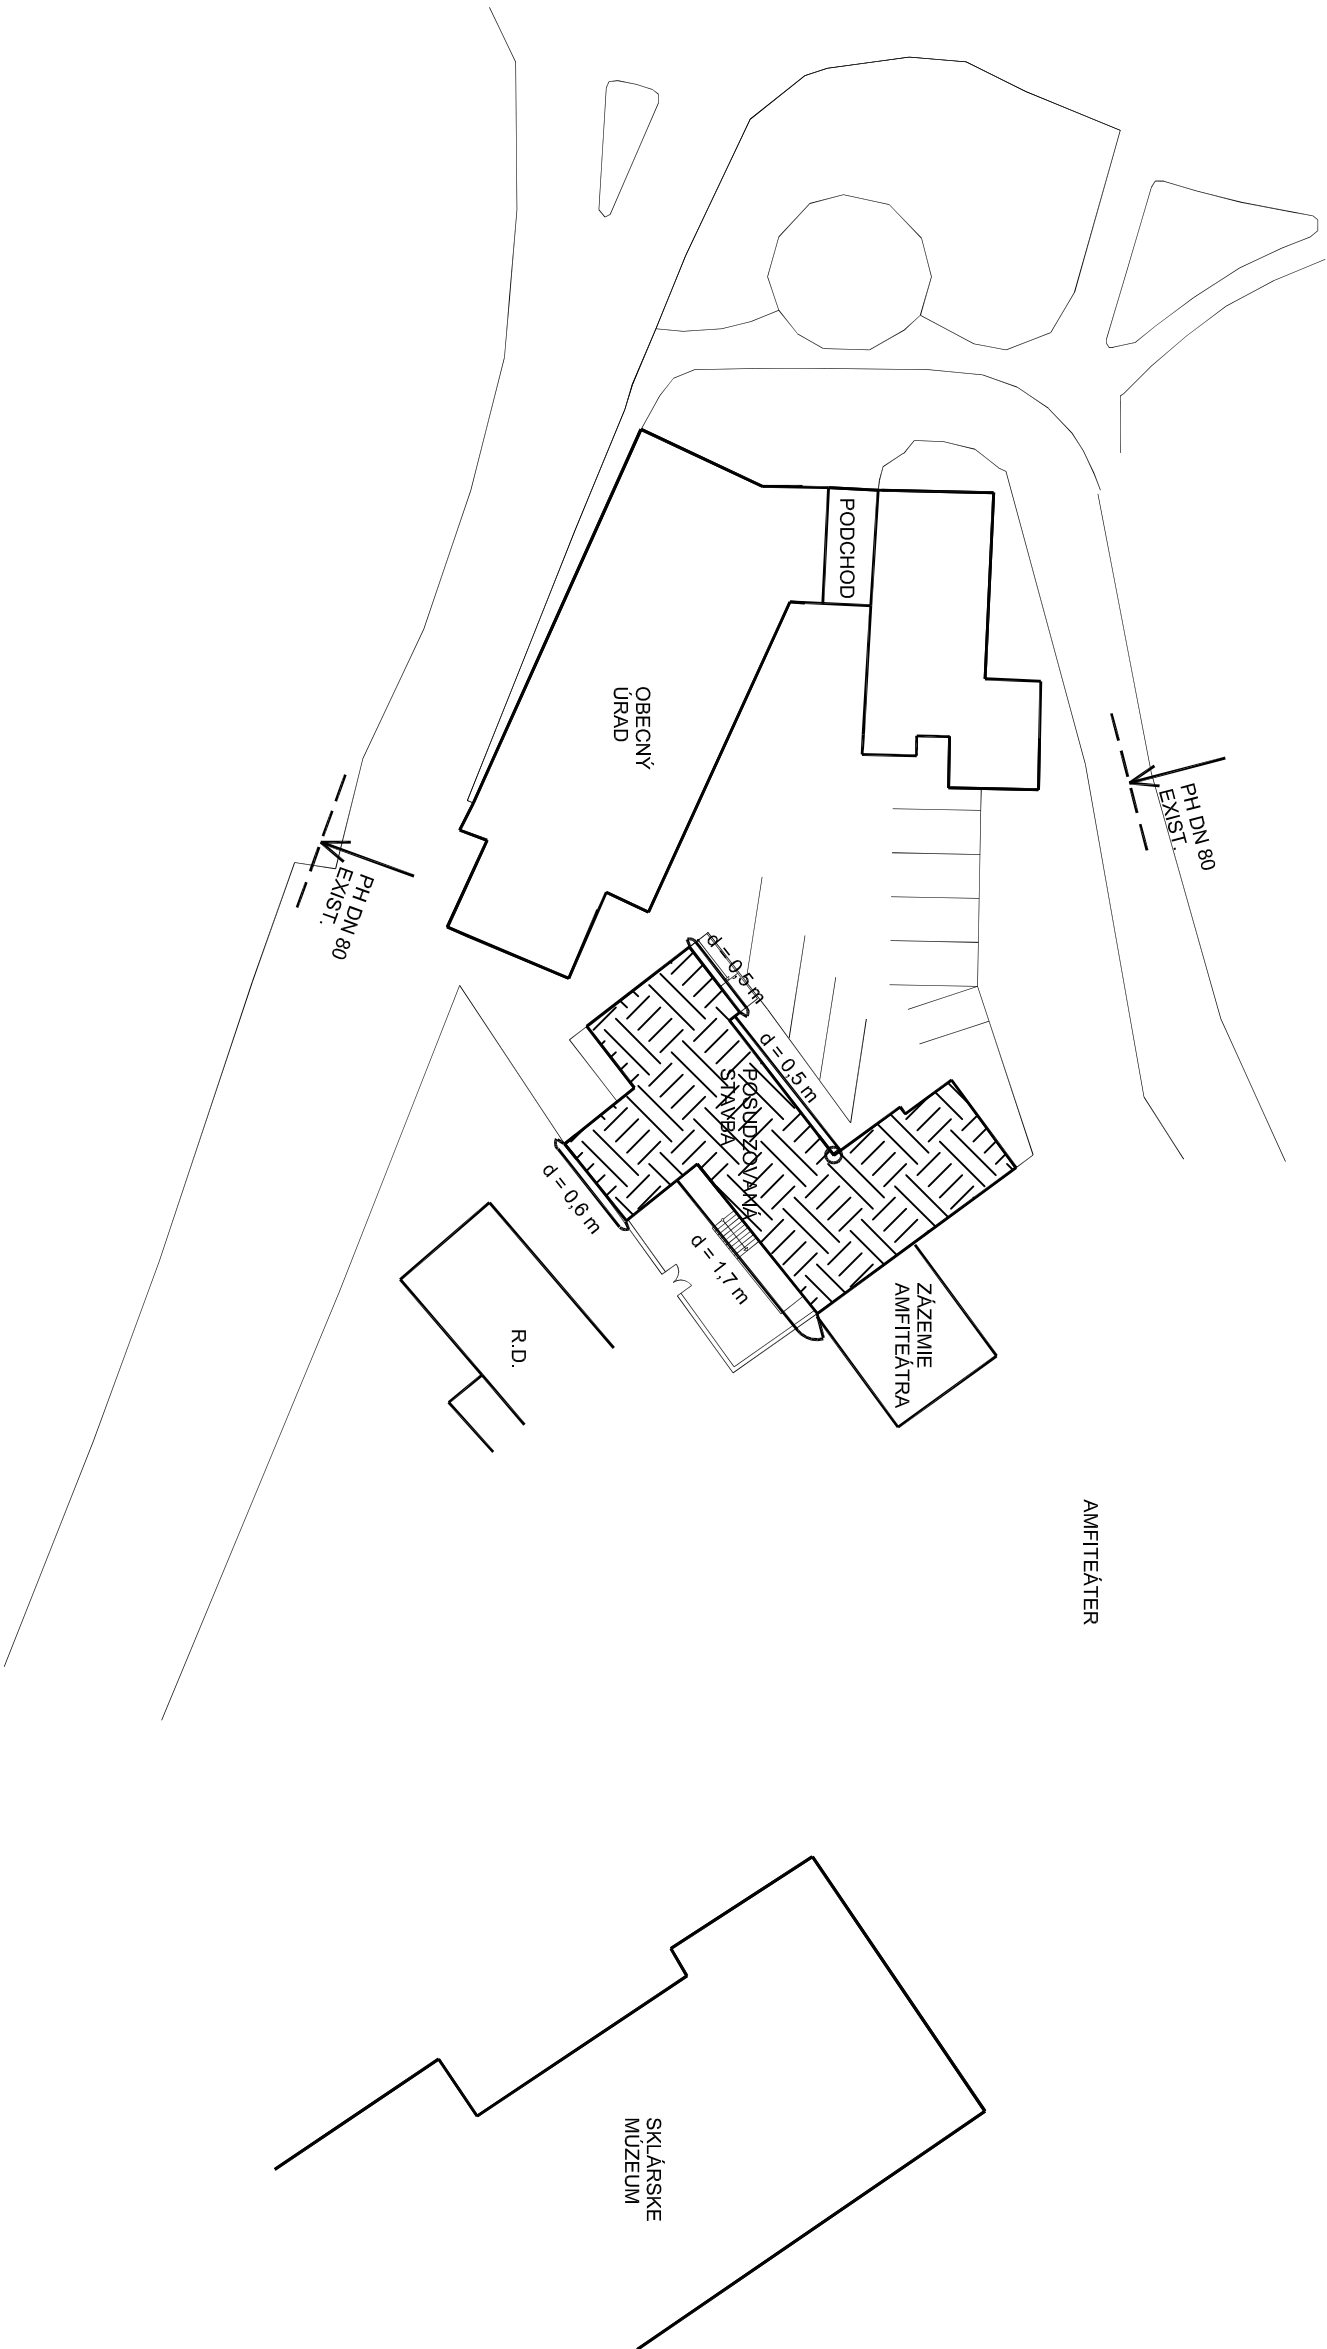 PODCHOD
OBECNÝ
ÚRAD
PH DN 80
EXIST.
PH DN 80
EXIST.
d = 0,5 m
d = 0,5 m
POSUDZOVANÁ
STAVBA
d = 0,6 m
d = 1,7 m
ZÁZEMIE
AMFITEÁTRA
R.D.
AMFITEÁTER
SKLÁRSKE
MÚZEUM